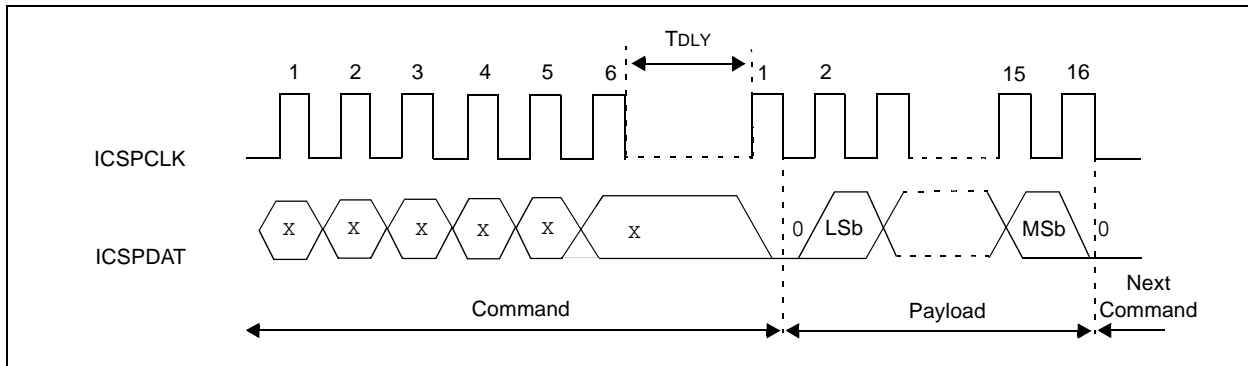 TDLY
1 2 3 4 5 6 1 2 15 16
ICSPCLK
x x x x x x 0 LSb MSb 0
ICSPDAT
Next
Command Payload Command